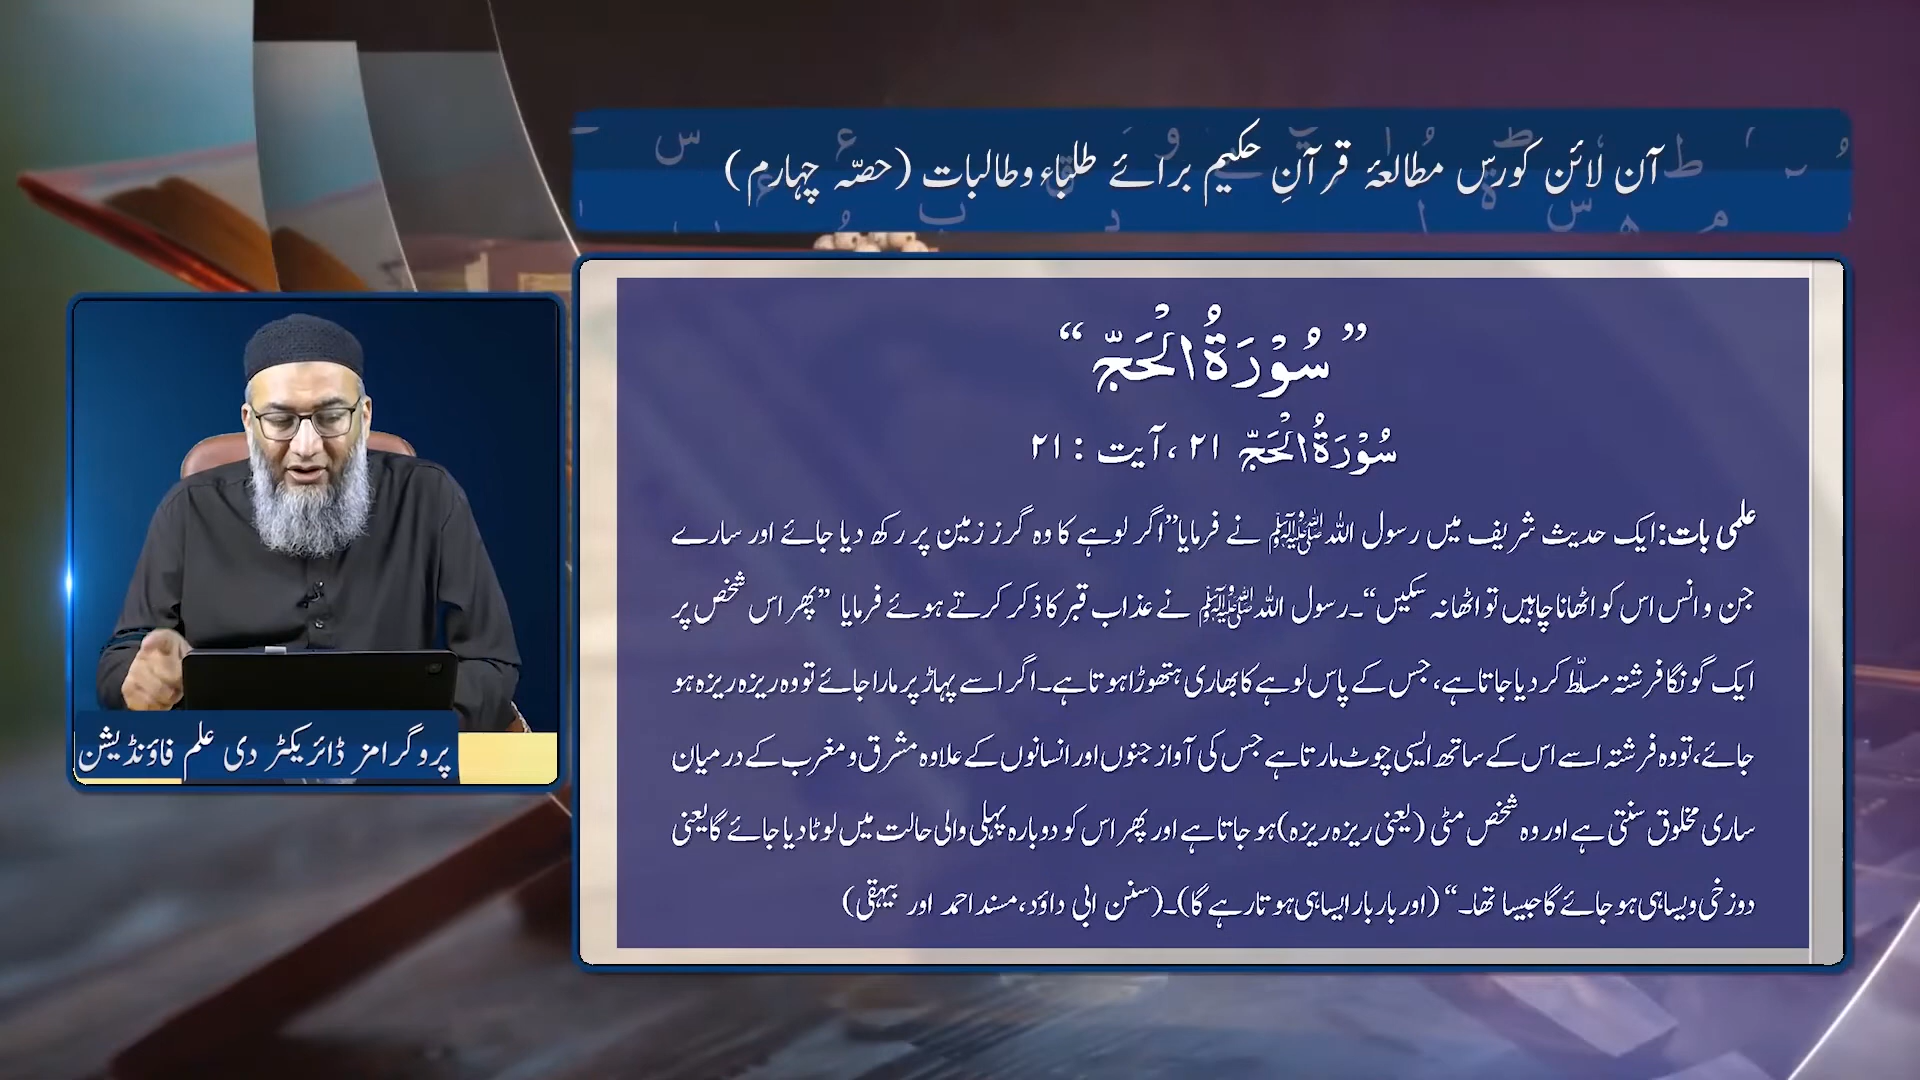 آن لائن کورس مطالعۂ قرآنِ حکیم برائے طلباء و طالبات (حصّہ چہارم)
”سُوْرَۃُ الْحَجّ“
سُوْرَۃُ الْحَجّ ۲۱ ، آیت : ۲۱
علمی بات: ایک حدیث شریف میں رسول اللہ ﷺ نے فرمایا”اگر لوہے کا وہ گرز زمین پر رکھ دیا جائے اور سارے
جن و انس اس کو اٹھانا چاہیں تو اٹھا نہ سکیں“۔رسول اللہ ﷺ نے عذاب قبر کا ذکر کرتے ہوئے فرمایا ”پھر اس شخص پر
ایک گونگا فرشتہ مسلّط کر دیا جاتا ہے، جس کے پاس لوہے کا بھاری ہتھوڑا ہوتا ہے۔ اگر اسے پہاڑ پر مارا جائے تو وہ ریزہ ریزہ ہو
جائے، تو وہ فرشتہ اسے اس کے ساتھ ایسی چوٹ مارتا ہے جس کی آواز جنوں اور انسانوں کے علاوہ مشرق و مغرب کے درمیان
ساری مخلوق سنتی ہے اور وہ شخص مٹی (یعنی ریزہ ریزہ) ہو جاتا ہے اور پھر اس کو دوبارہ پہلی والی حالت میں لوٹا دیا جائے گا یعنی
دوزخی ویسا ہی ہو جائے گا جیسا تھا۔“ (اور بار بار ایسا ہی ہوتا رہے گا)۔(سنن ابی داؤد، مسند احمد اور بیہقی)
پروگرامز ڈائریکٹر دی علم فاؤنڈیشن